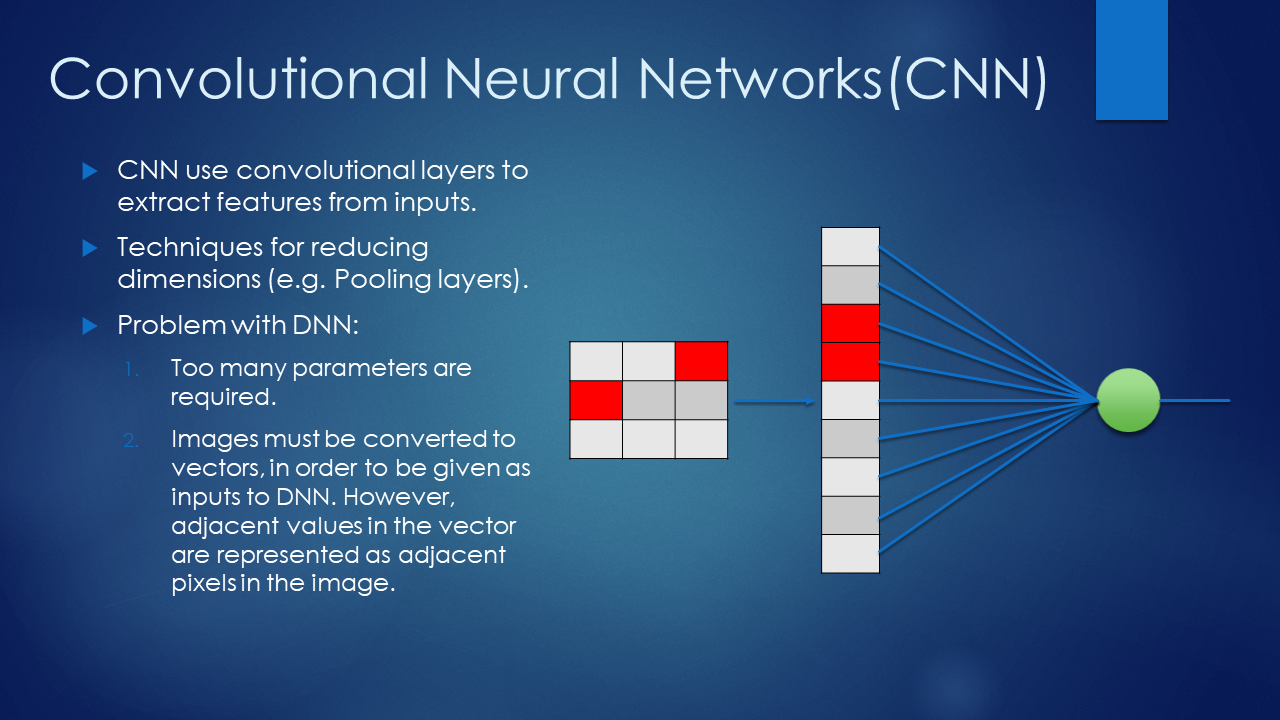 Convolutional Neural Networks(CNN)
CNN use convolutional layers to
extract features from inputs.
Techniques for reducing
dimensions (e.g. Pooling layers).
Problem with DNN:
1. Too many parameters are
required.
2. Images must be converted to
vectors, in order to be given as
inputs to DNN. However,
adjacent values in the vector
are represented as adjacent
pixels in the image.